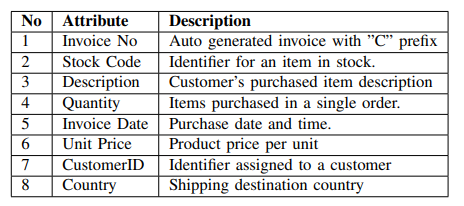 No Attribute Description
1 Invoice No Auto generated invoice with ”C” prefix
2 Stock Code Identifier for an item in stock.
3 Description Customer’s purchased item description
4 Quantity Items purchased in a single order.
5 Invoice Date Purchase date and time.
6 Unit Price Product price per unit
7 CustomerID Identifier assigned to a customer
8 Country Shipping destination country